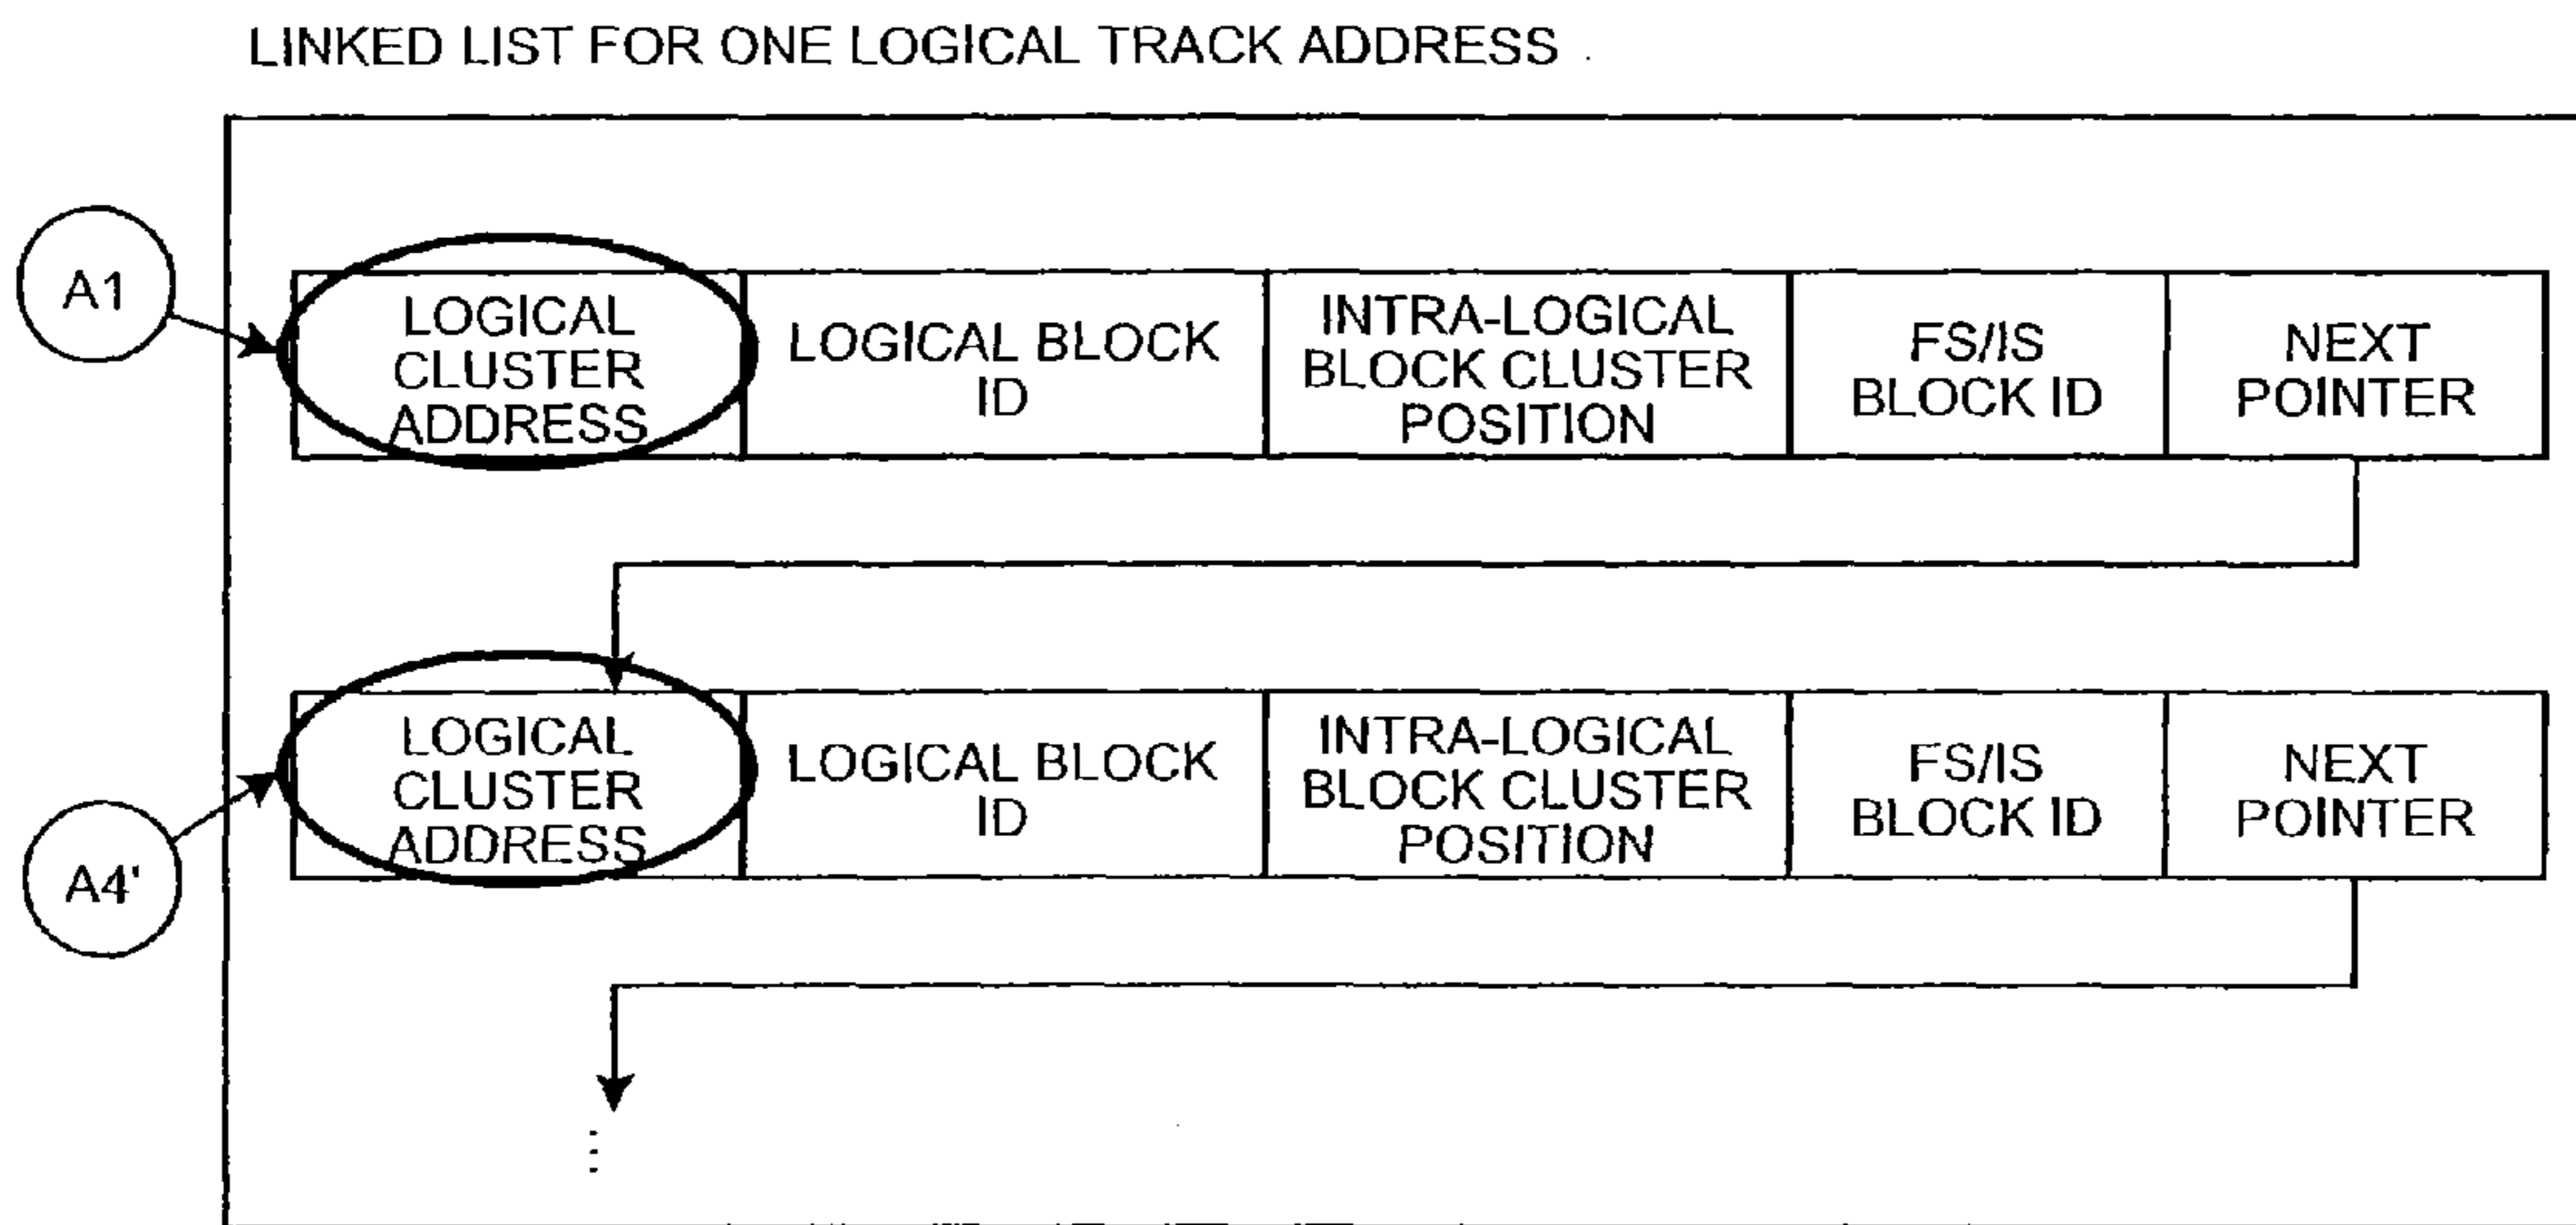 LINKED LIST FOR ONE LOGICAL TRACK ADDRESS
A1
LOGICAL
CLUSTER
ADDRESS
LOGICAL BLOCK
ID
INTRA-LOGICAL
BLOCK CLUSTER
POSITION
FS/IS
BLOCK ID
NEXT
POINTER
A4'
LOGICAL
CLUSTER
ADDRESS
LOGICAL BLOCK
ID
INTRA-LOGICAL
BLOCK CLUSTER
POSITION
FS/IS
BLOCK ID
NEXT
POINTER
⋮